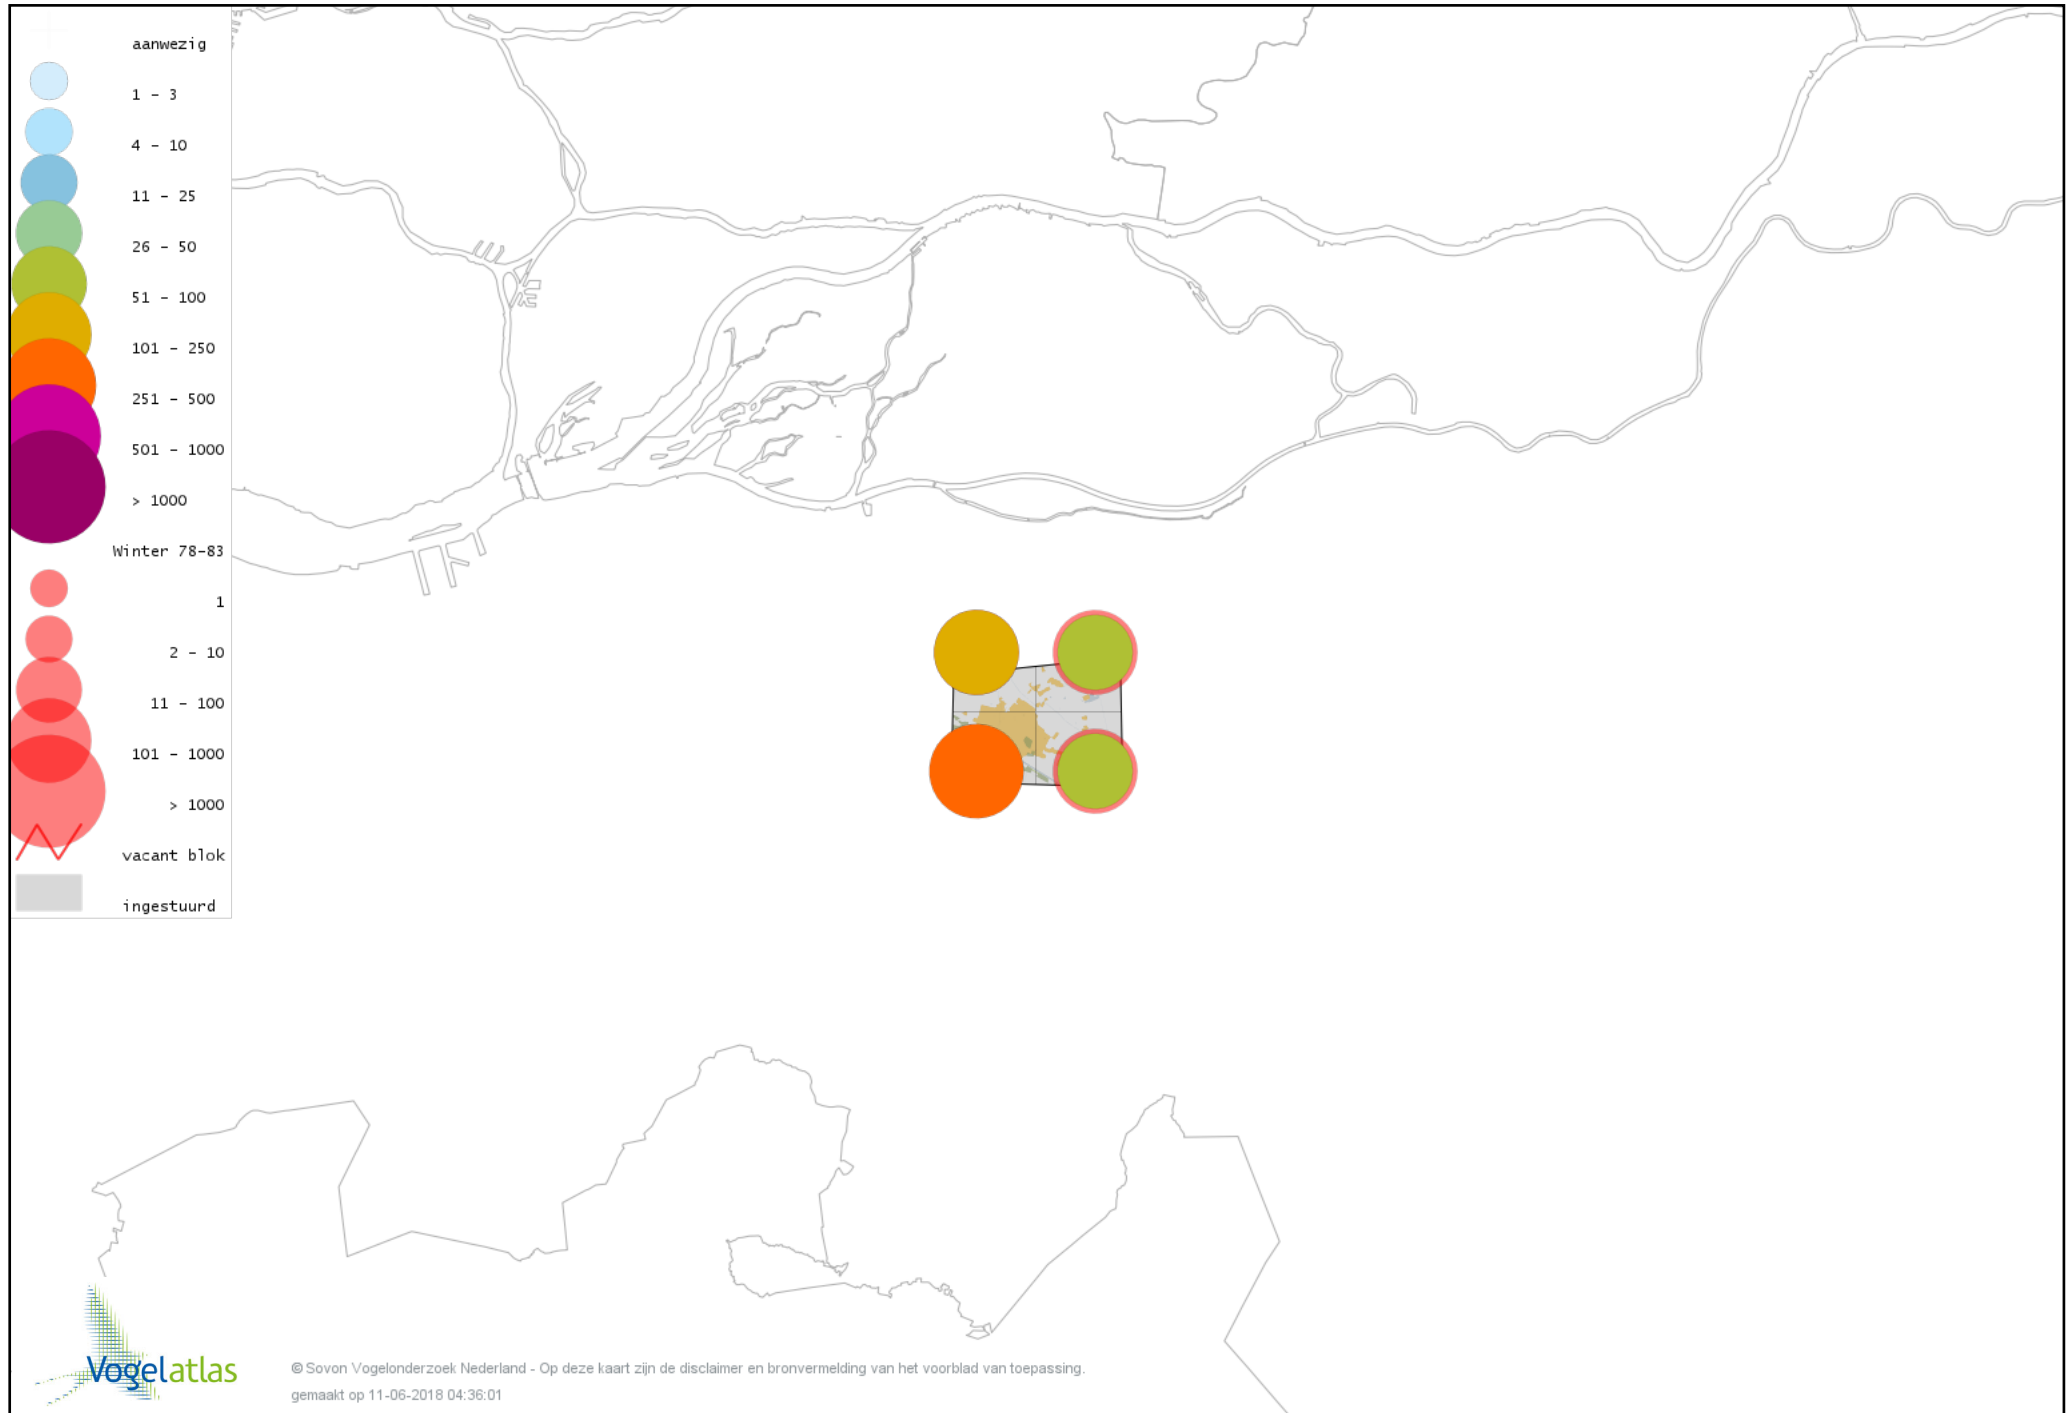 aanwezig
1 - 3
4 - 10
11 - 25
26 - 50
51 - 100
101 - 250
251 - 500
501 - 1000
> 1000
Winter 78-83
1
2 - 10
11 - 100
101 - 1000
> 1000
vacant blok
ingestuurd
Vogelatlas
© Sovon Vogelonderzoek Nederland - Op deze kaart zijn de disclaimer en bronvermelding van het voorblad van toepassing.
gemaakt op 11-06-2018 04:36:01